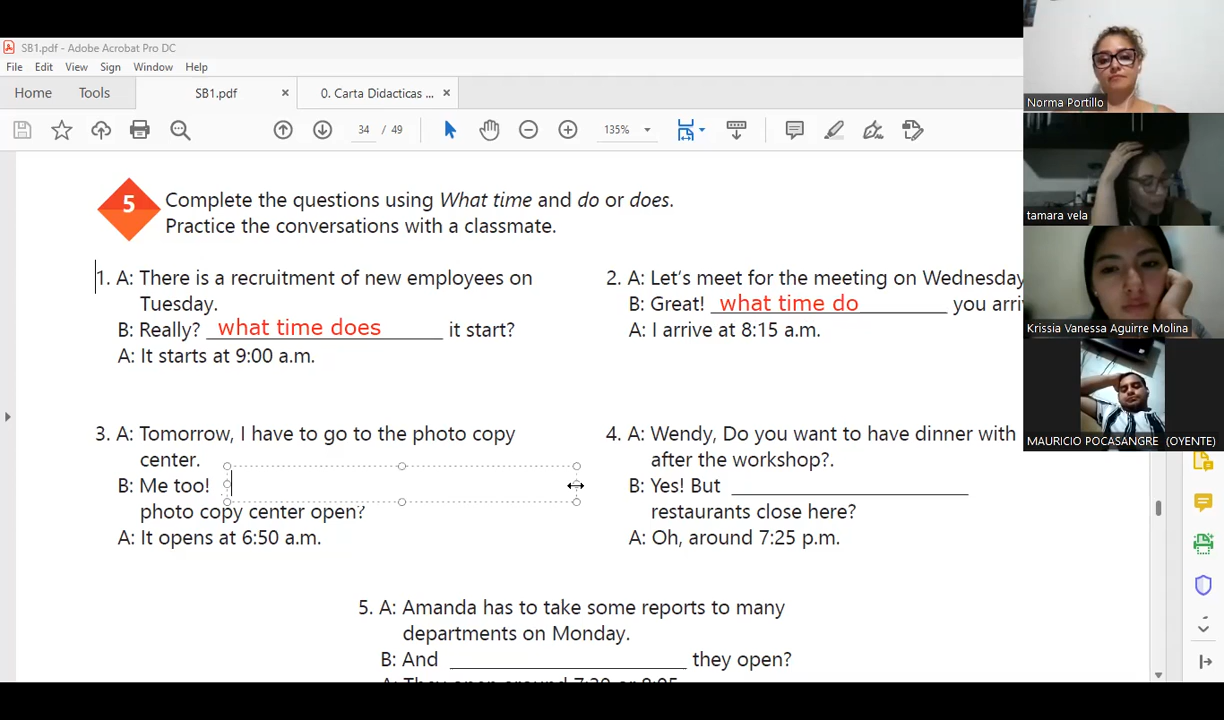 SB1.pdf - Adobe Acrobat Pro DC
File Edit View Sign Window Help
Home Tools SB1.pdf × 0. Carta Didacticas ... ×
34 / 49 135%
5 Complete the questions using What time and do or does.
Practice the conversations with a classmate.
1. A: There is a recruitment of new employees on
Tuesday.
B: Really? what time does it start?
A: It starts at 9:00 a.m.
2. A: Let's meet for the meeting on Wednesday
B: Great! what time do you
A: I arrive at 8:15 a.m.
3. A: Tomorrow, I have to go to the photo copy
center.
B: Me too!
photo copy center open?
A: It opens at 6:50 a.m.
4. A: Wendy, Do you want to have dinner with
after the workshop?.
B: Yes! But
restaurants close here?
A: Oh, around 7:25 p.m.
5. A: Amanda has to take some reports to many
departments on Monday.
B: And they open?
Norma Portillo
tamara vela
Krissia Vanessa Aguirre Molina
MAURICIO POCASANGRE (OYENTE)